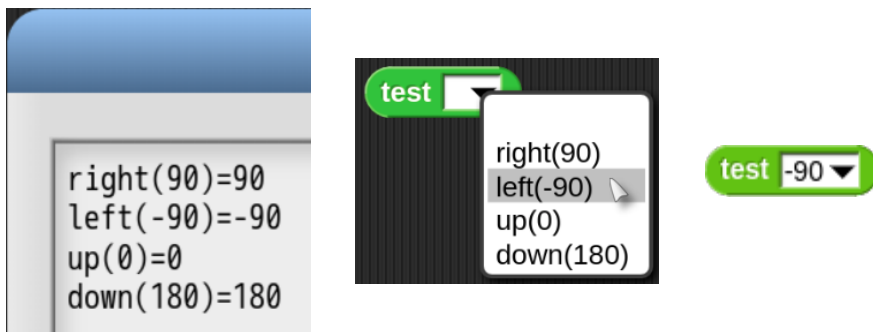 right(90)=90
left(-90)=-90
up(0)=0
down(180)=180
test
right(90)
left(-90)
up(0)
down(180)
test -90